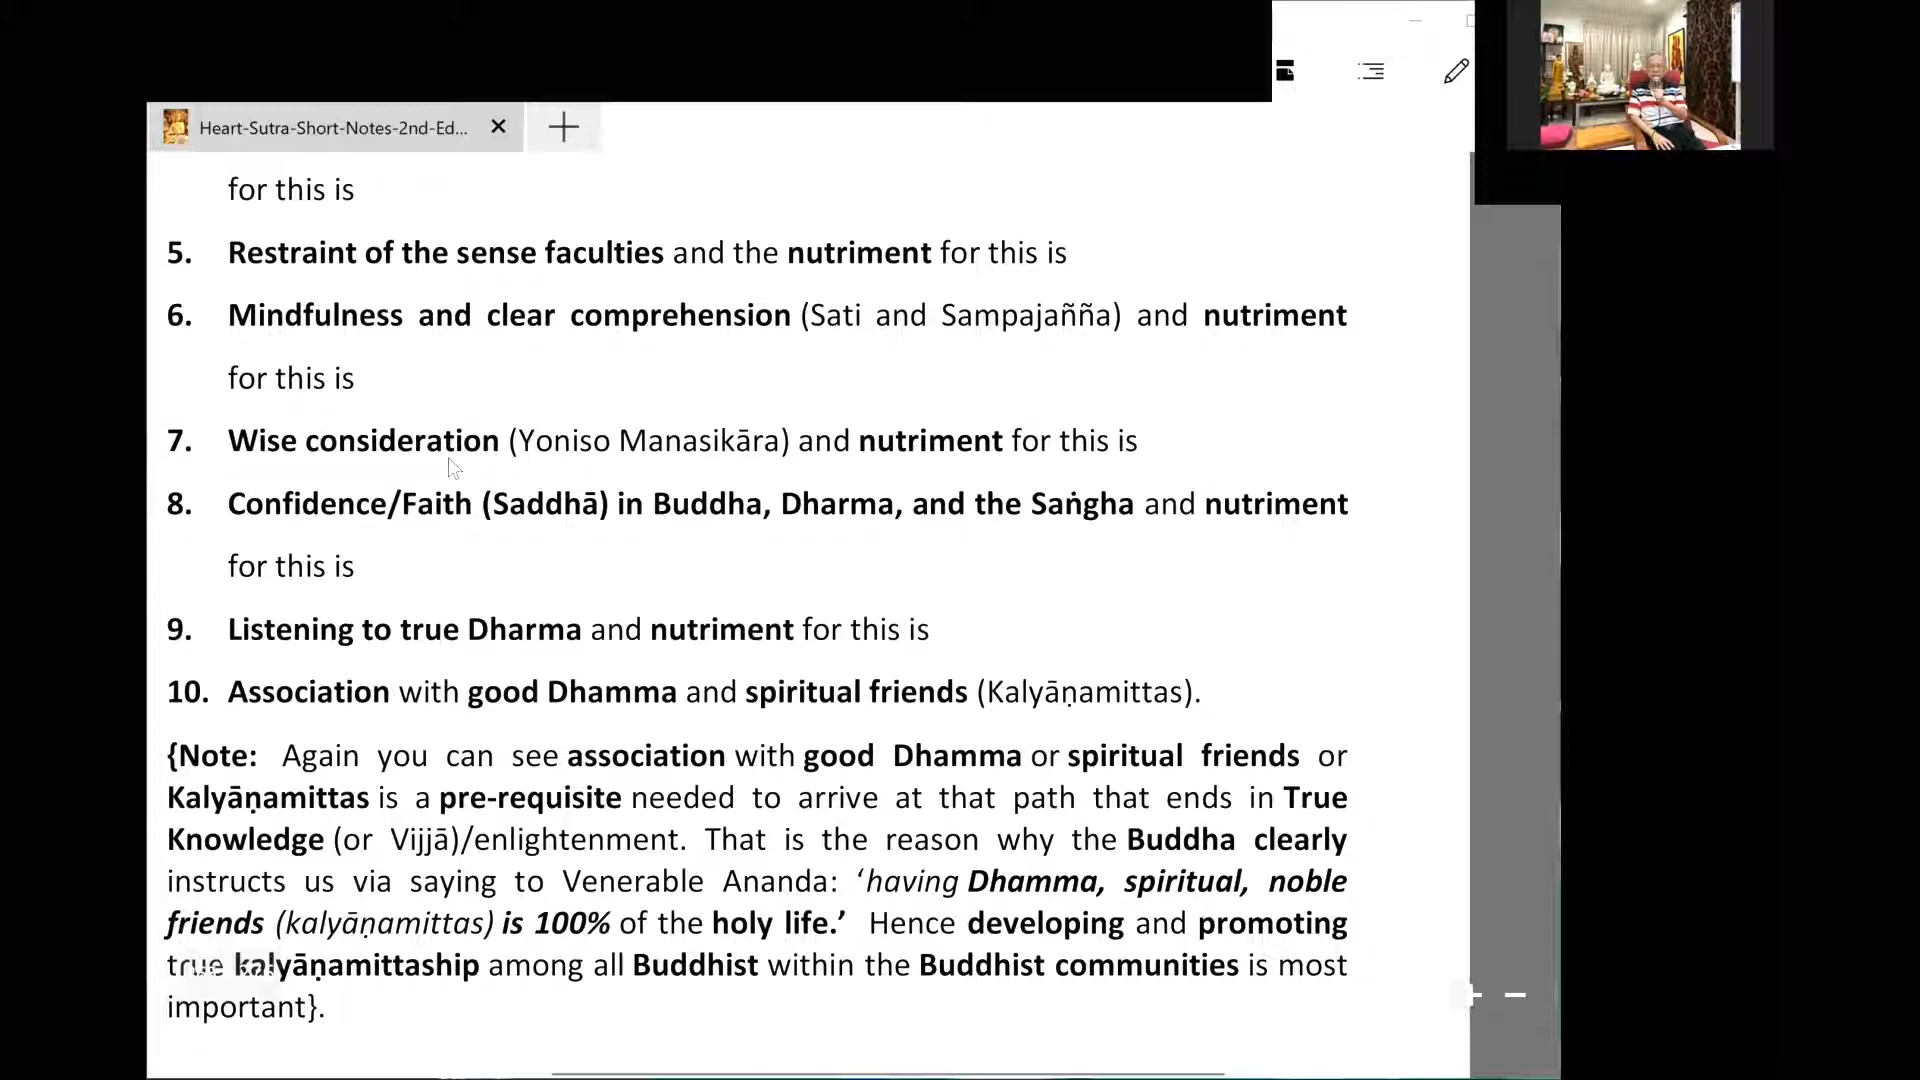 Heart-Sutra-Short-Notes-2nd-Ed...
for this is
5. Restraint of the sense faculties and the nutriment for this is
6. Mindfulness and clear comprehension (Sati and Sampajañña) and nutriment
for this is
7. Wise consideration (Yoniso Manasikāra) and nutriment for this is
8. Confidence/Faith (Saddhā) in Buddha, Dharma, and the Saṅgha and nutriment
for this is
9. Listening to true Dharma and nutriment for this is
10. Association with good Dhamma and spiritual friends (Kalyāṇamittas).
{Note: Again you can see association with good Dhamma or spiritual friends or
Kalyāṇamittas is a pre-requisite needed to arrive at that path that ends in True
Knowledge (or Vijjā)/enlightenment. That is the reason why the Buddha clearly
instructs us via saying to Venerable Ananda: ‘having Dhamma, spiritual, noble
friends (kalyāṇamittas) is 100% of the holy life.’ Hence developing and promoting
true kalyāṇamittaship among all Buddhist within the Buddhist communities is most
important}.